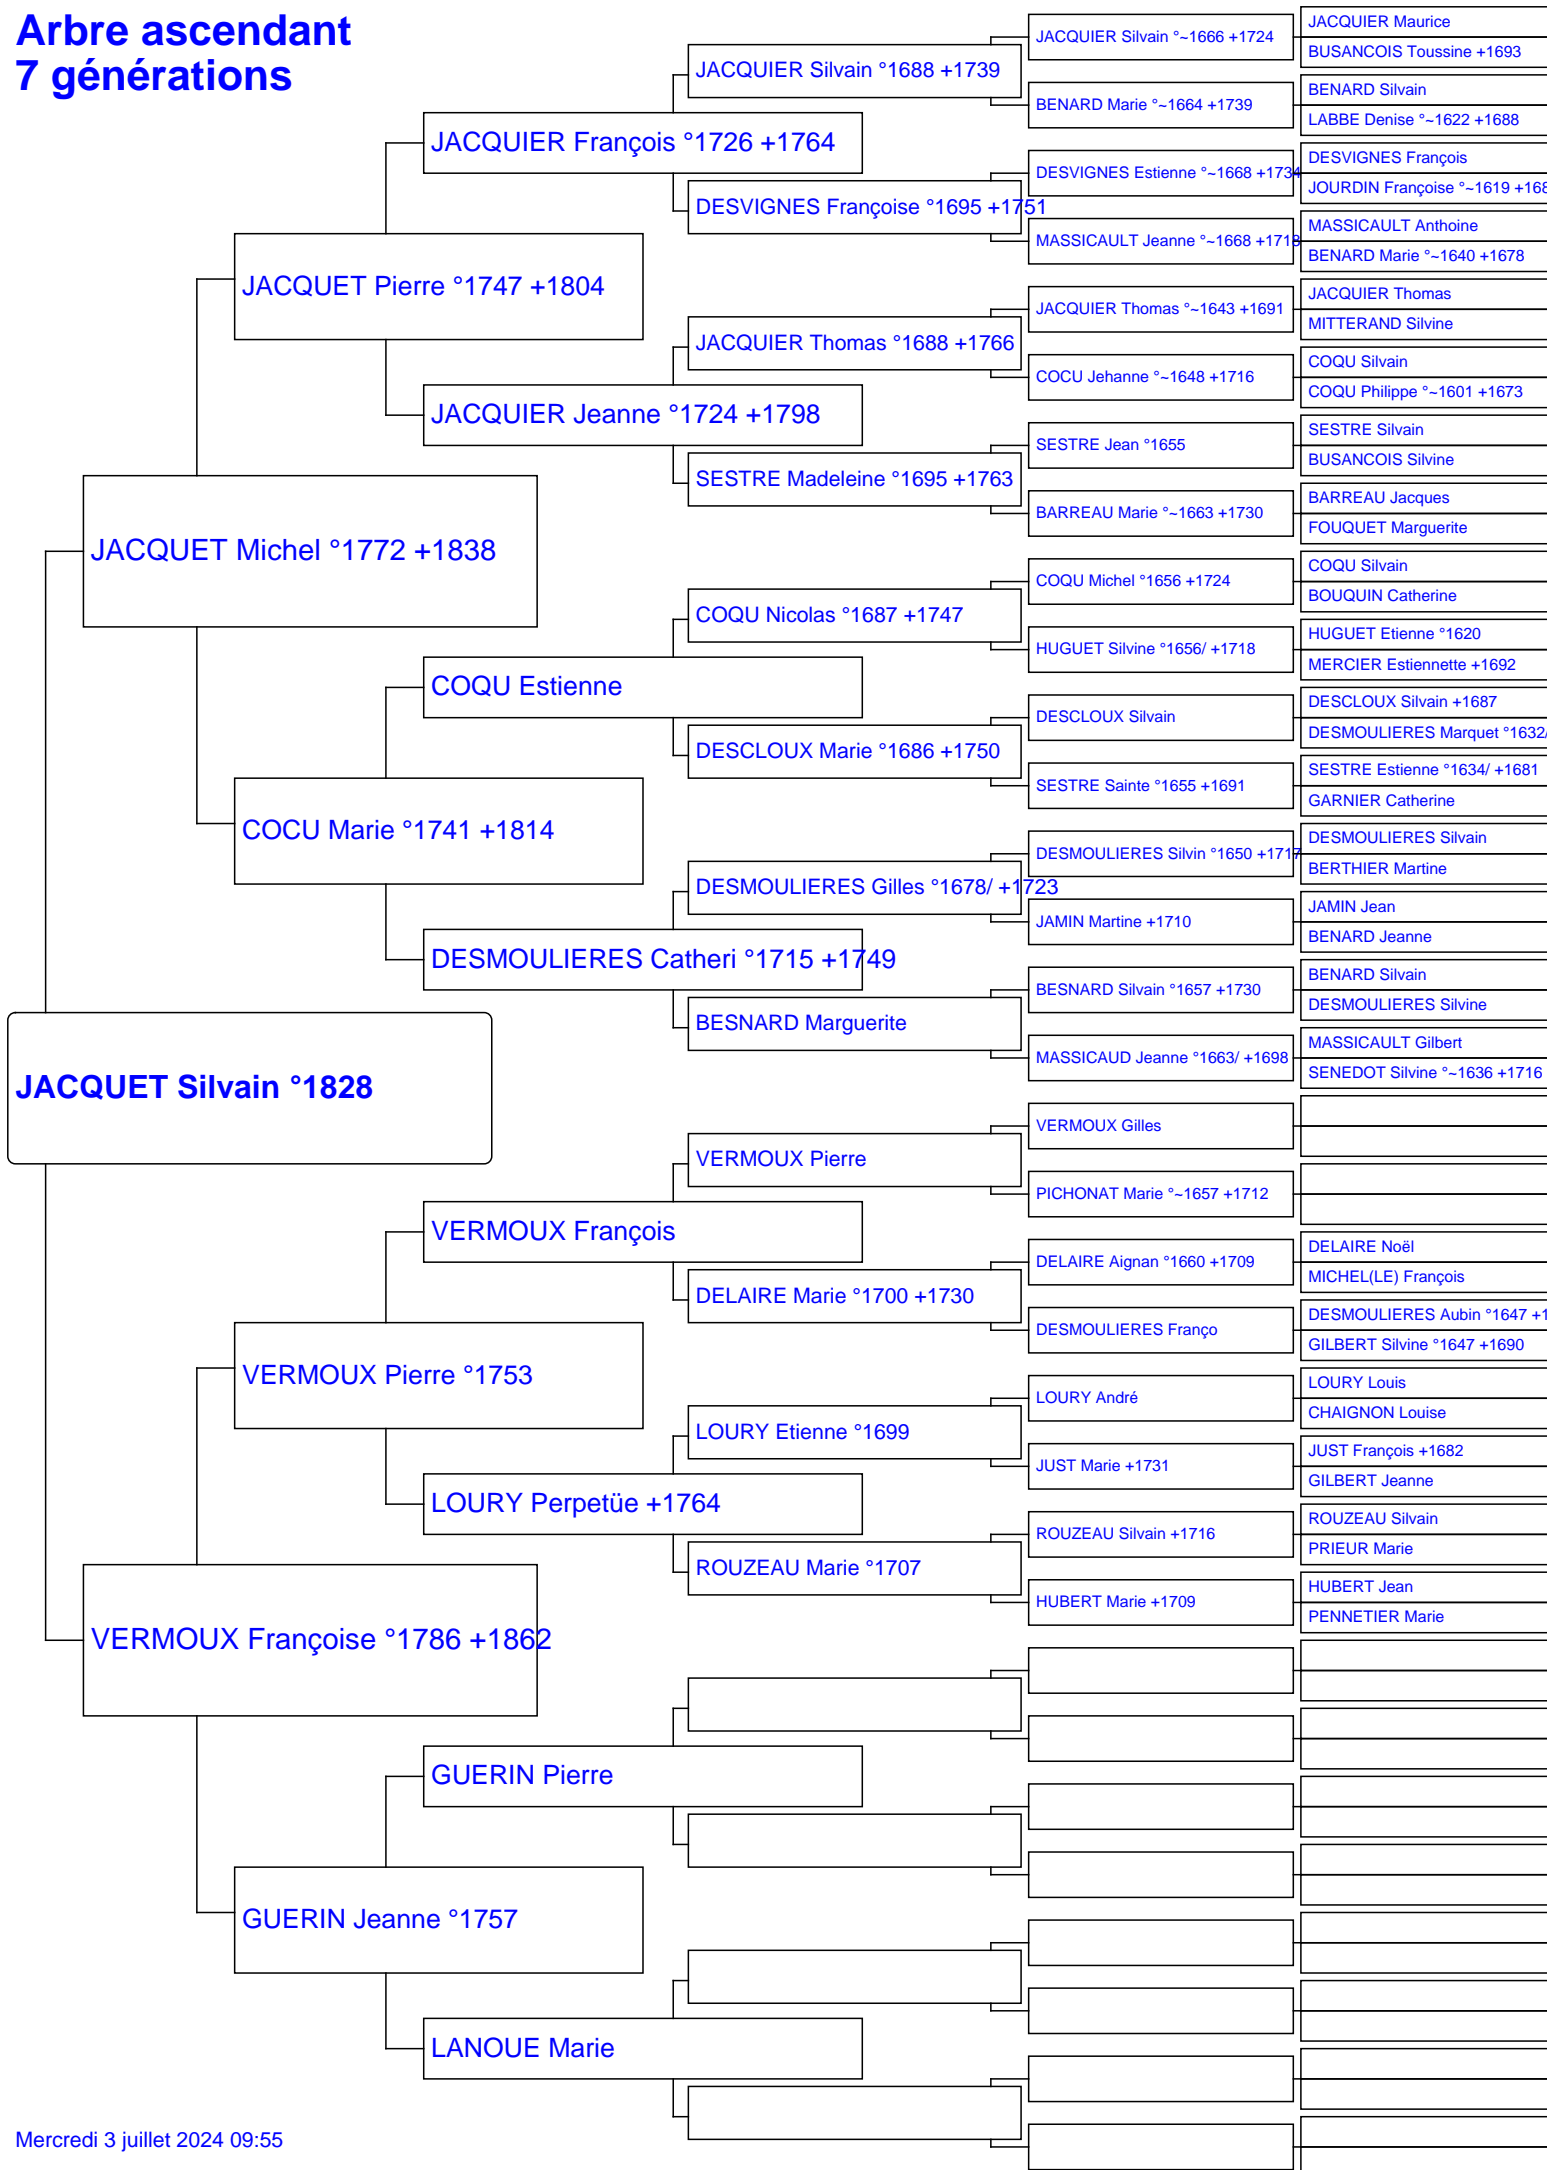 Arbre ascendant
7 générations
JACQUET Silvain °1828
JACQUET Michel °1772 +1838
VERMOUX Françoise °1786 +1862
JACQUET Pierre °1747 +1804
COCU Marie °1741 +1814
VERMOUX Pierre °1753
GUERIN Jeanne °1757
JACQUIER François °1726 +1764
JACQUIER Jeanne °1724 +1798
COQU Estienne
DESMOULIERES Catheri °1715 +1749
VERMOUX François
LOURY Perpetüe +1764
GUERIN Pierre
LANOUE Marie
JACQUIER Silvain °1688 +1739
DESVIGNES Françoise °1695 +1751
JACQUIER Thomas °1688 +1766
SESTRE Madeleine °1695 +1763
COQU Nicolas °1687 +1747
DESCLOUX Marie °1686 +1750
DESMOULIERES Gilles °1678/ +1723
BESNARD Marguerite
VERMOUX Pierre
DELAIRE Marie °1700 +1730
LOURY Etienne °1699
ROUZEAU Marie °1707
JACQUIER Silvain °~1666 +1724
BENARD Marie °~1664 +1739
DESVIGNES Estienne °~1668 +1734
MASSICAULT Jeanne °~1668 +1718
JACQUIER Thomas °~1643 +1691
COCU Jehanne °~1648 +1716
SESTRE Jean °1655
BARREAU Marie °~1663 +1730
COQU Michel °1656 +1724
HUGUET Silvine °1656/ +1718
DESCLOUX Silvain
SESTRE Sainte °1655 +1691
DESMOULIERES Silvin °1650 +1717
JAMIN Martine +1710
BESNARD Silvain °1657 +1730
MASSICAUD Jeanne °1663/ +1698
VERMOUX Gilles
PICHONAT Marie °~1657 +1712
DELAIRE Aignan °1660 +1709
DESMOULIERES Franço
LOURY André
JUST Marie +1731
ROUZEAU Silvain +1716
HUBERT Marie +1709
JACQUIER Maurice
BUSANCOIS Toussine +1693
BENARD Silvain
LABBE Denise °~1622 +1688
DESVIGNES François
JOURDIN Françoise °~1619 +168
MASSICAULT Anthoine
BENARD Marie °~1640 +1678
JACQUIER Thomas
MITTERAND Silvine
COQU Silvain
COQU Philippe °~1601 +1673
SESTRE Silvain
BUSANCOIS Silvine
BARREAU Jacques
FOUQUET Marguerite
COQU Silvain
BOUQUIN Catherine
HUGUET Etienne °1620
MERCIER Estiennette +1692
DESCLOUX Silvain +1687
DESMOULIERES Marquet °1632/
SESTRE Estienne °1634/ +1681
GARNIER Catherine
DESMOULIERES Silvain
BERTHIER Martine
JAMIN Jean
BENARD Jeanne
BENARD Silvain
DESMOULIERES Silvine
MASSICAULT Gilbert
SENEDOT Silvine °~1636 +1716
DELAIRE Noël
MICHEL(LE) François
DESMOULIERES Aubin °1647 +1
GILBERT Silvine °1647 +1690
LOURY Louis
CHAIGNON Louise
JUST François +1682
GILBERT Jeanne
ROUZEAU Silvain
PRIEUR Marie
HUBERT Jean
PENNETIER Marie
Mercredi 3 juillet 2024 09:55